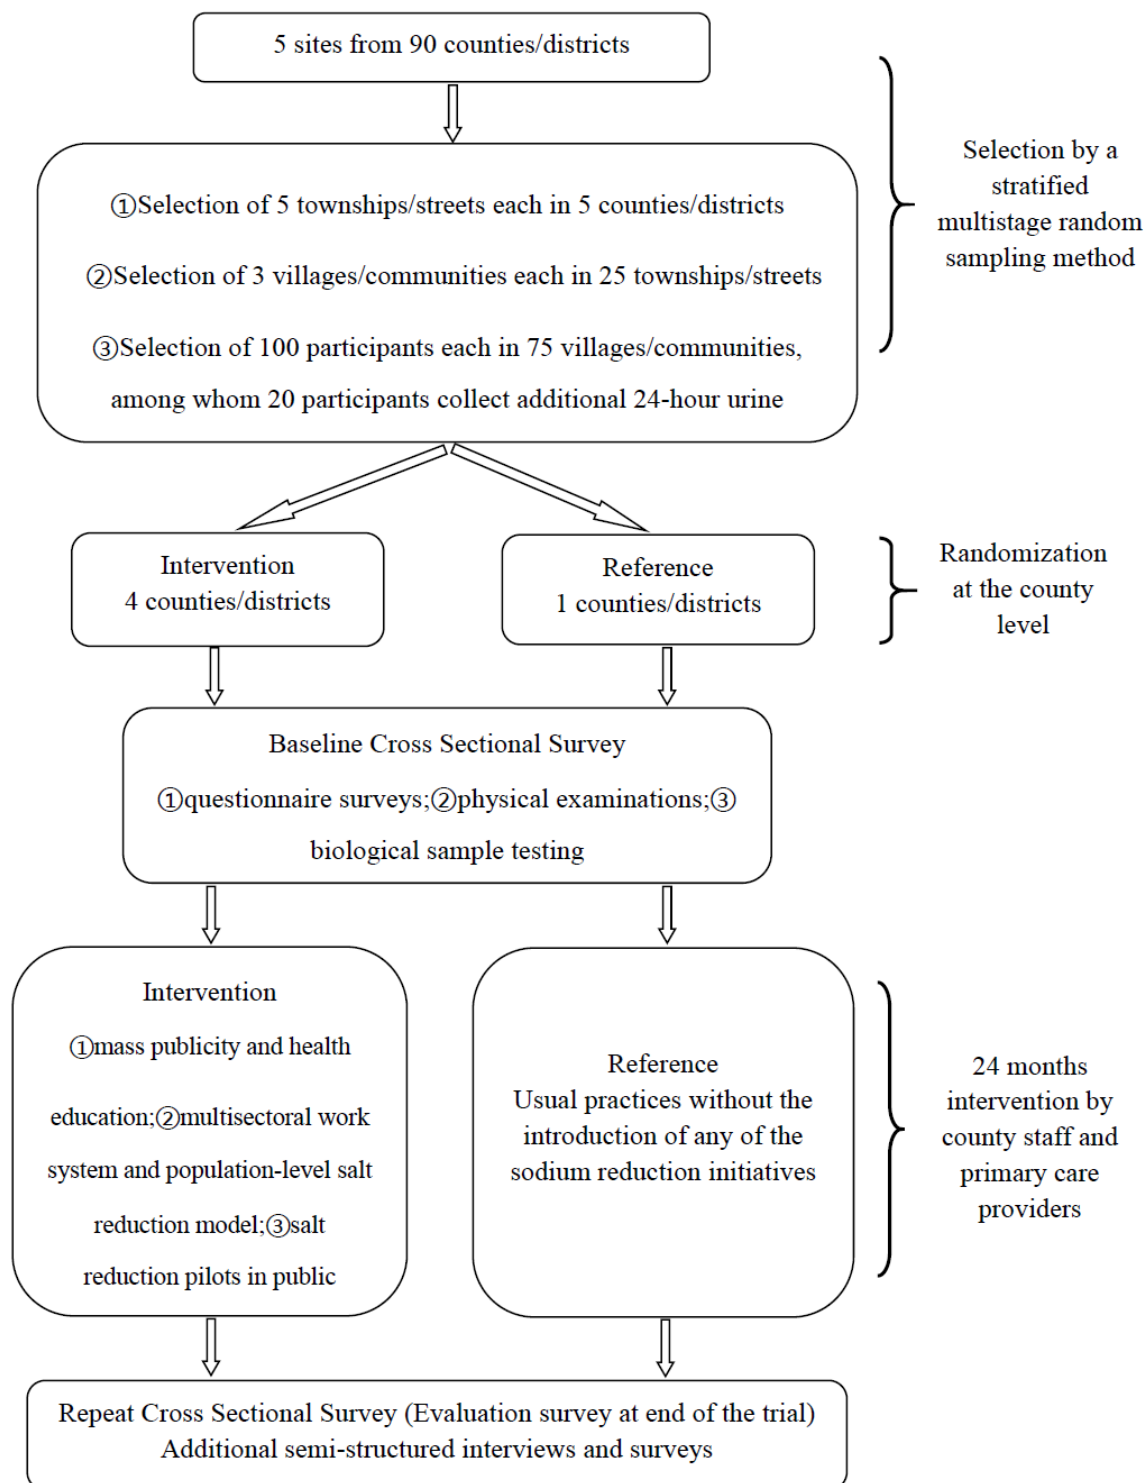 5 sites from 90 counties/districts
①Selection of 5 townships/streets each in 5 counties/districts
②Selection of 3 villages/communities each in 25 townships/streets
③Selection of 100 participants each in 75 villages/communities,
among whom 20 participants collect additional 24-hour urine
Selection by a
stratified
multistage random
sampling method
Intervention
4 counties/districts
Reference
1 counties/districts
Randomization
at the county
level
Baseline Cross Sectional Survey
①questionnaire surveys;②physical examinations;③
biological sample testing
Intervention
①mass publicity and health
education;②multisectoral work
system and population-level salt
reduction model;③salt
reduction pilots in public
Reference
Usual practices without the
introduction of any of the
sodium reduction initiatives
24 months
intervention by
county staff and
primary care
providers
Repeat Cross Sectional Survey (Evaluation survey at end of the trial)
Additional semi-structured interviews and surveys